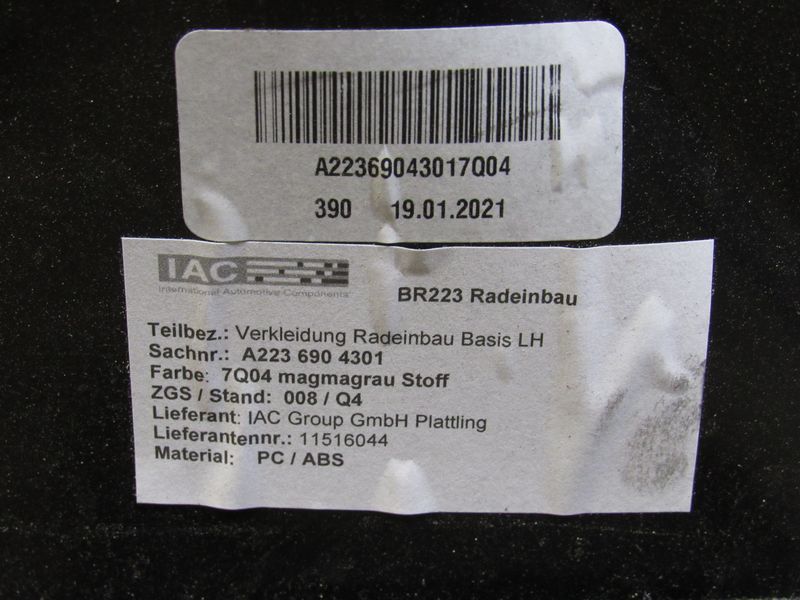 A22369043017Q04
390 19.01.2021
IAC
International Automotive Components
BR223 Radeinbau
Teilbez.: Verkleidung Radeinbau Basis LH
Sachnr.: A223 690 4301
Farbe: 7Q04 magmagrau Stoff
ZGS / Stand: 008 / Q4
Lieferant: IAC Group GmbH Plattling
Lieferantennr.: 11516044
Material: PC / ABS